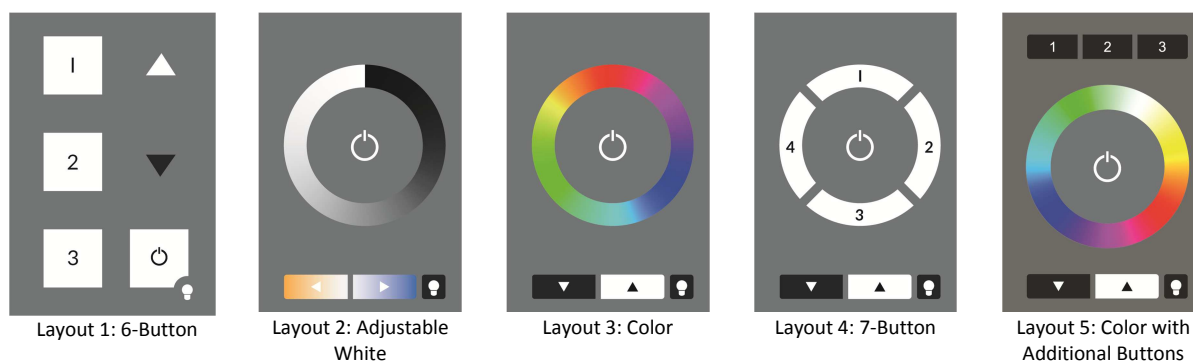 I
2
3
Layout 1: 6-Button
Layout 2: Adjustable
White
Layout 3: Color
I
2
3
4
Layout 4: 7-Button
1 2 3
Layout 5: Color with
Additional Buttons